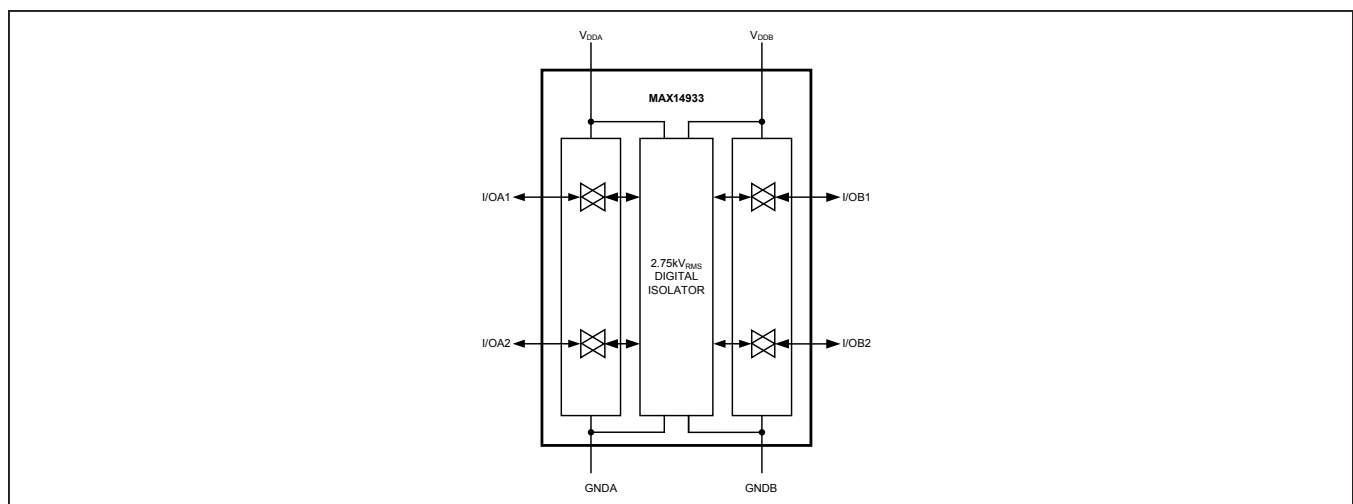 VDDA VDDB
MAX14933
I/OA1 I/OB1
2.75kVRMS
DIGITAL
ISOLATOR
I/OA2 I/OB2
GNDA GNDB